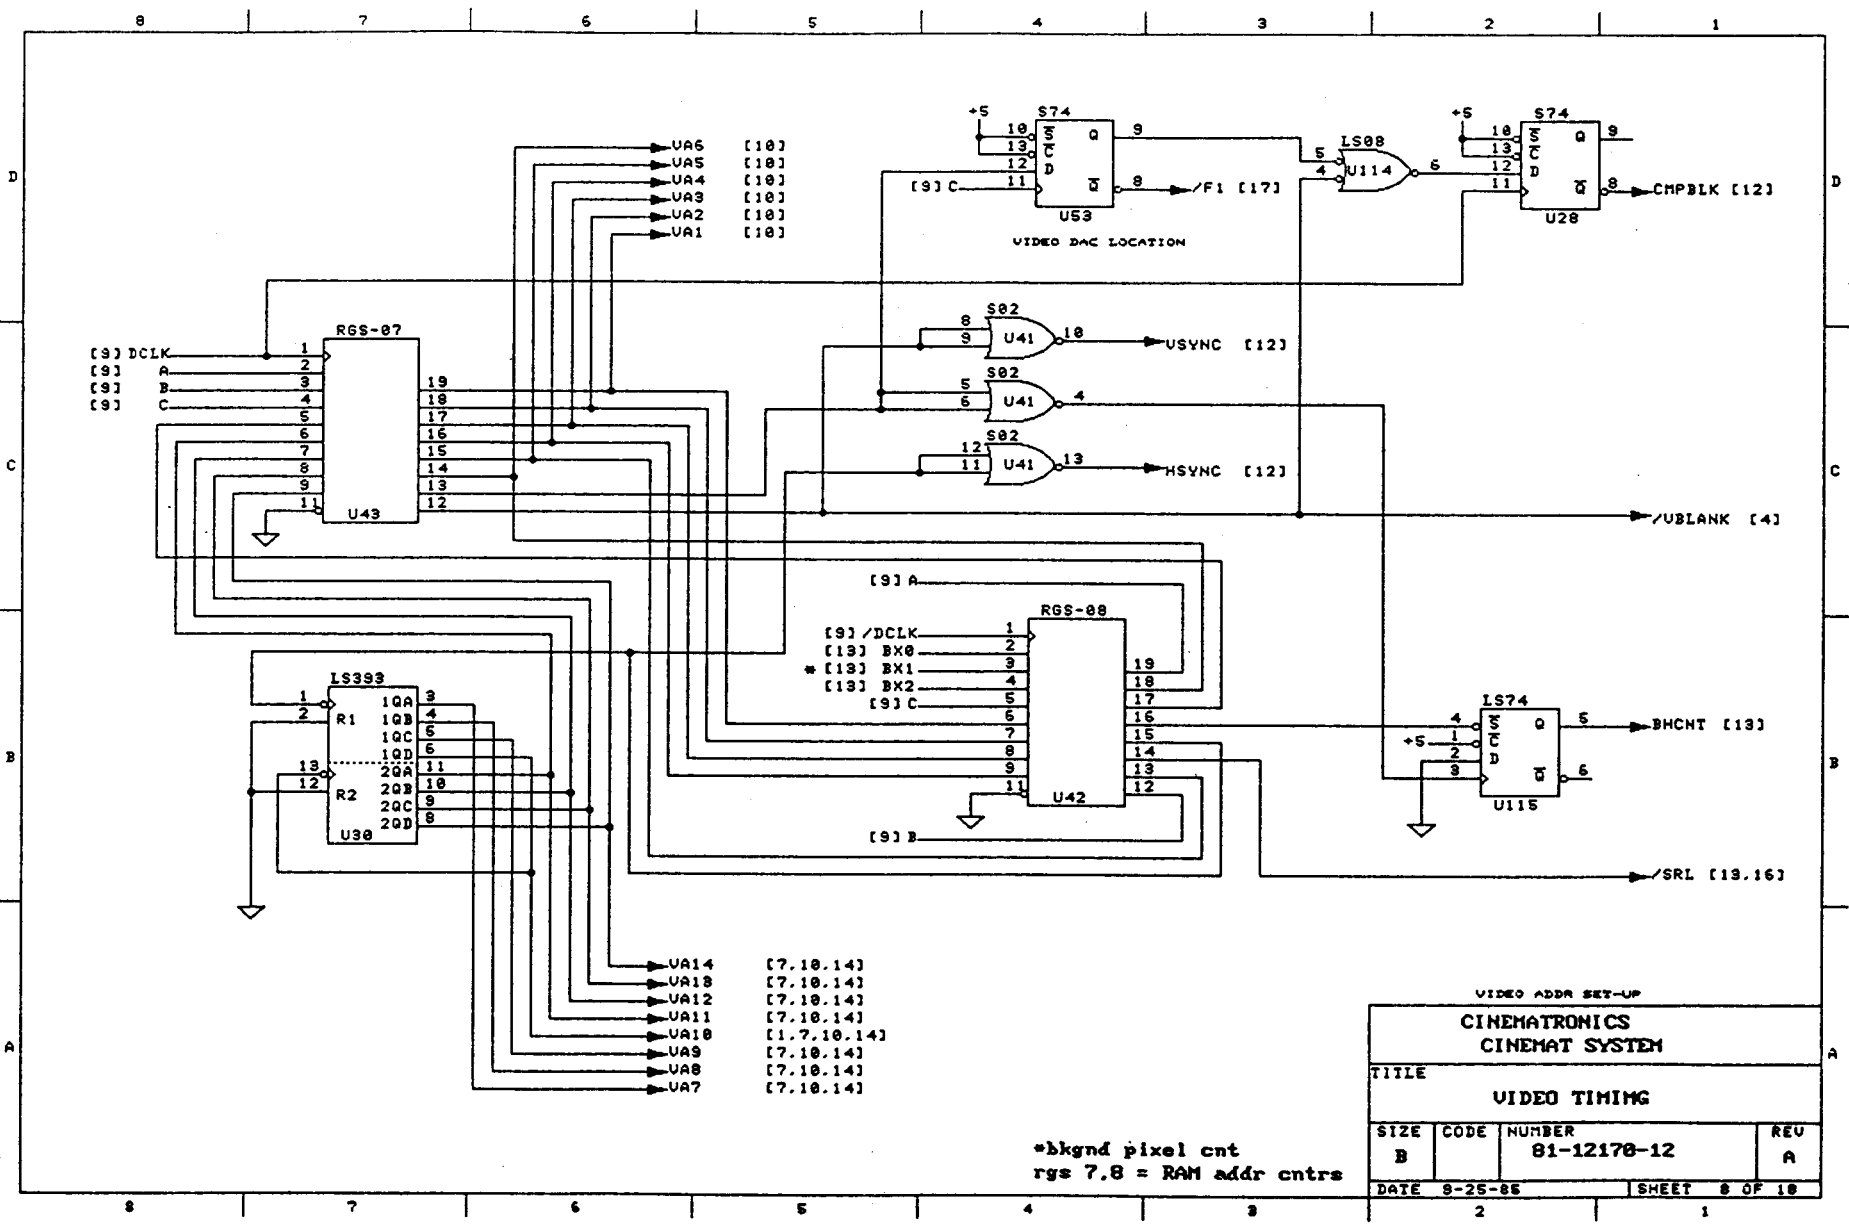 8 7 6 5 4 3 2 1
D
C
B
A
D
C
B
A
+5
S74
10 S Q 9
13 C
12 D
[9] C 11 Q 8 /F1 [17]
U53
VIDEO DAC LOCATION
LS08
5
4 U114 6
+5
S74
10 S Q 9
13 C
12 D
11 Q 8 CMPBLK [12]
U28
VA6 [10]
VA5 [10]
VA4 [10]
VA3 [10]
VA2 [10]
VA1 [10]
RGS-07
[9] DCLK 1
[9] A 2
[9] B 3 19
[9] C 4 18
5 17
6 16
7 15
8 14
9 13
11 12
U43
S02
8
9 U41 10 VSYNC [12]
S02
5
6 U41 4
S02
12
11 U41 13 HSYNC [12]
/VBLANK [4]
[9] A
RGS-08
[9] /DCLK 1
[13] BX0 2
* [13] BX1 3 19
[13] BX2 4 18
[9] C 5 17
6 16
7 15
8 14
9 13
11 12
U42
[9] B
LS74
4 S Q 5 BHCNT [13]
+5 1 C
2 D
3 Q 6
U115
/SRL [13,16]
LS393
1 1QA 3
2 R1 1QB 4
1QC 5
1QD 6
13 2QA 11
12 R2 2QB 10
2QC 9
2QD 8
U30
VA14 [7,10,14]
VA13 [7,10,14]
VA12 [7,10,14]
VA11 [7,10,14]
VA10 [1,7,10,14]
VA9 [7,10,14]
VA8 [7,10,14]
VA7 [7,10,14]
*bkgnd pixel cnt
rgs 7,8 = RAM addr cntrs
VIDEO ADDR SET-UP
CINEMATRONICS
CINEMAT SYSTEM
TITLE
VIDEO TIMING
SIZE CODE NUMBER REV
B 81-12170-12 A
DATE 9-25-86 SHEET 8 OF 18
8 7 6 5 4 3 2 1